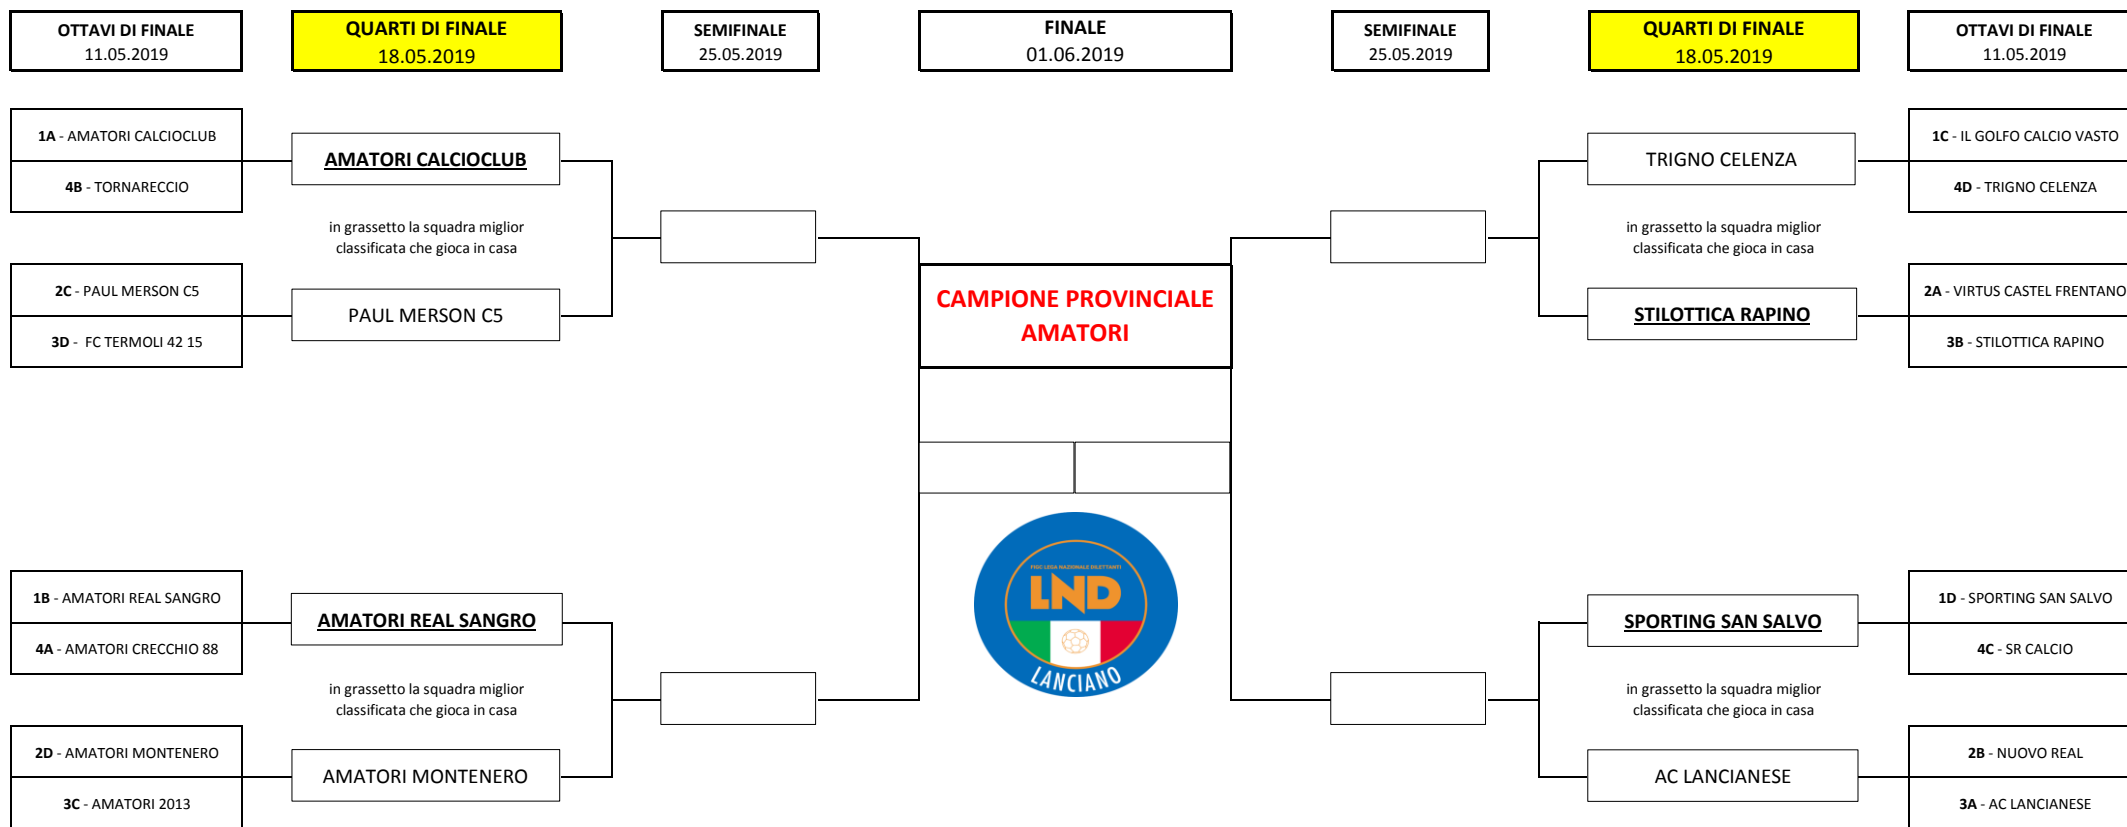 OTTAVI DI FINALE
11.05.2019
QUARTI DI FINALE
18.05.2019
SEMIFINALE
25.05.2019
FINALE
01.06.2019
SEMIFINALE
25.05.2019
QUARTI DI FINALE
18.05.2019
OTTAVI DI FINALE
11.05.2019
1A - AMATORI CALCIOCLUB
4B - TORNARECCIO
AMATORI CALCIOCLUB
in grassetto la squadra miglior
classificata che gioca in casa
2C - PAUL MERSON C5
3D - FC TERMOLI 42 15
PAUL MERSON C5
CAMPIONE PROVINCIALE
AMATORI
TRIGNO CELENZA
1C - IL GOLFO CALCIO VASTO
4D - TRIGNO CELENZA
in grassetto la squadra miglior
classificata che gioca in casa
STILOTTICA RAPINO
2A - VIRTUS CASTEL FRENTANO
3B - STILOTTICA RAPINO
1B - AMATORI REAL SANGRO
4A - AMATORI CRECCHIO 88
AMATORI REAL SANGRO
in grassetto la squadra miglior
classificata che gioca in casa
2D - AMATORI MONTENERO
3C - AMATORI 2013
AMATORI MONTENERO
FIGC LEGA NAZIONALE DILETTANTI
LND
LANCIANO
SPORTING SAN SALVO
1D - SPORTING SAN SALVO
4C - SR CALCIO
in grassetto la squadra miglior
classificata che gioca in casa
AC LANCIANESE
2B - NUOVO REAL
3A - AC LANCIANESE